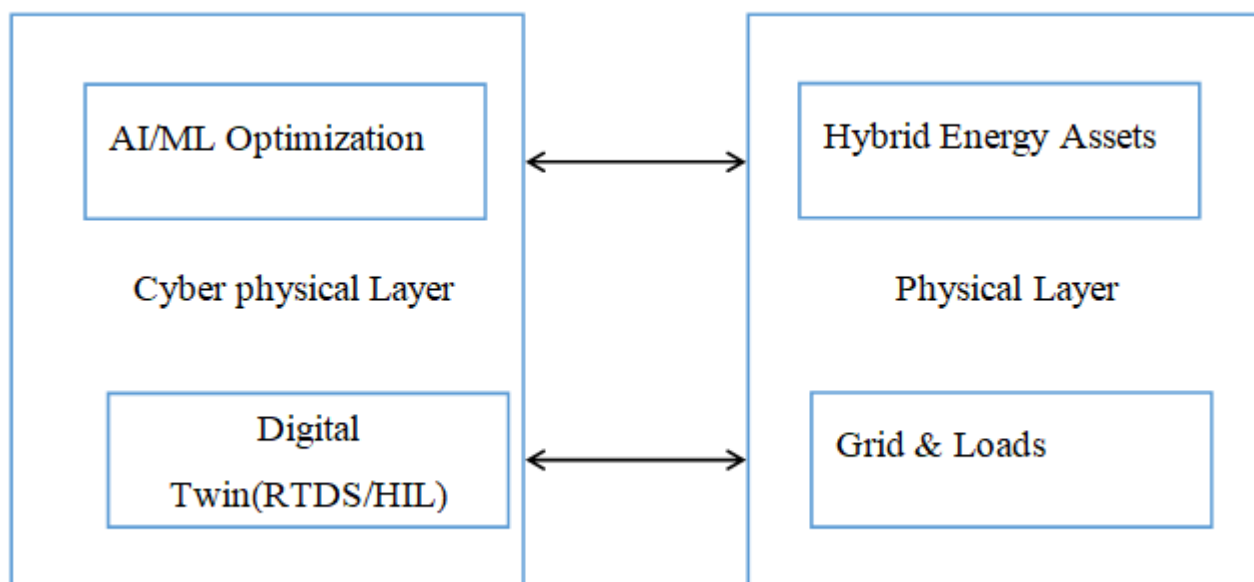 AI/ML Optimization
Hybrid Energy Assets
Cyber physical Layer
Physical Layer
Digital
Twin(RTDS/HIL)
Grid & Loads